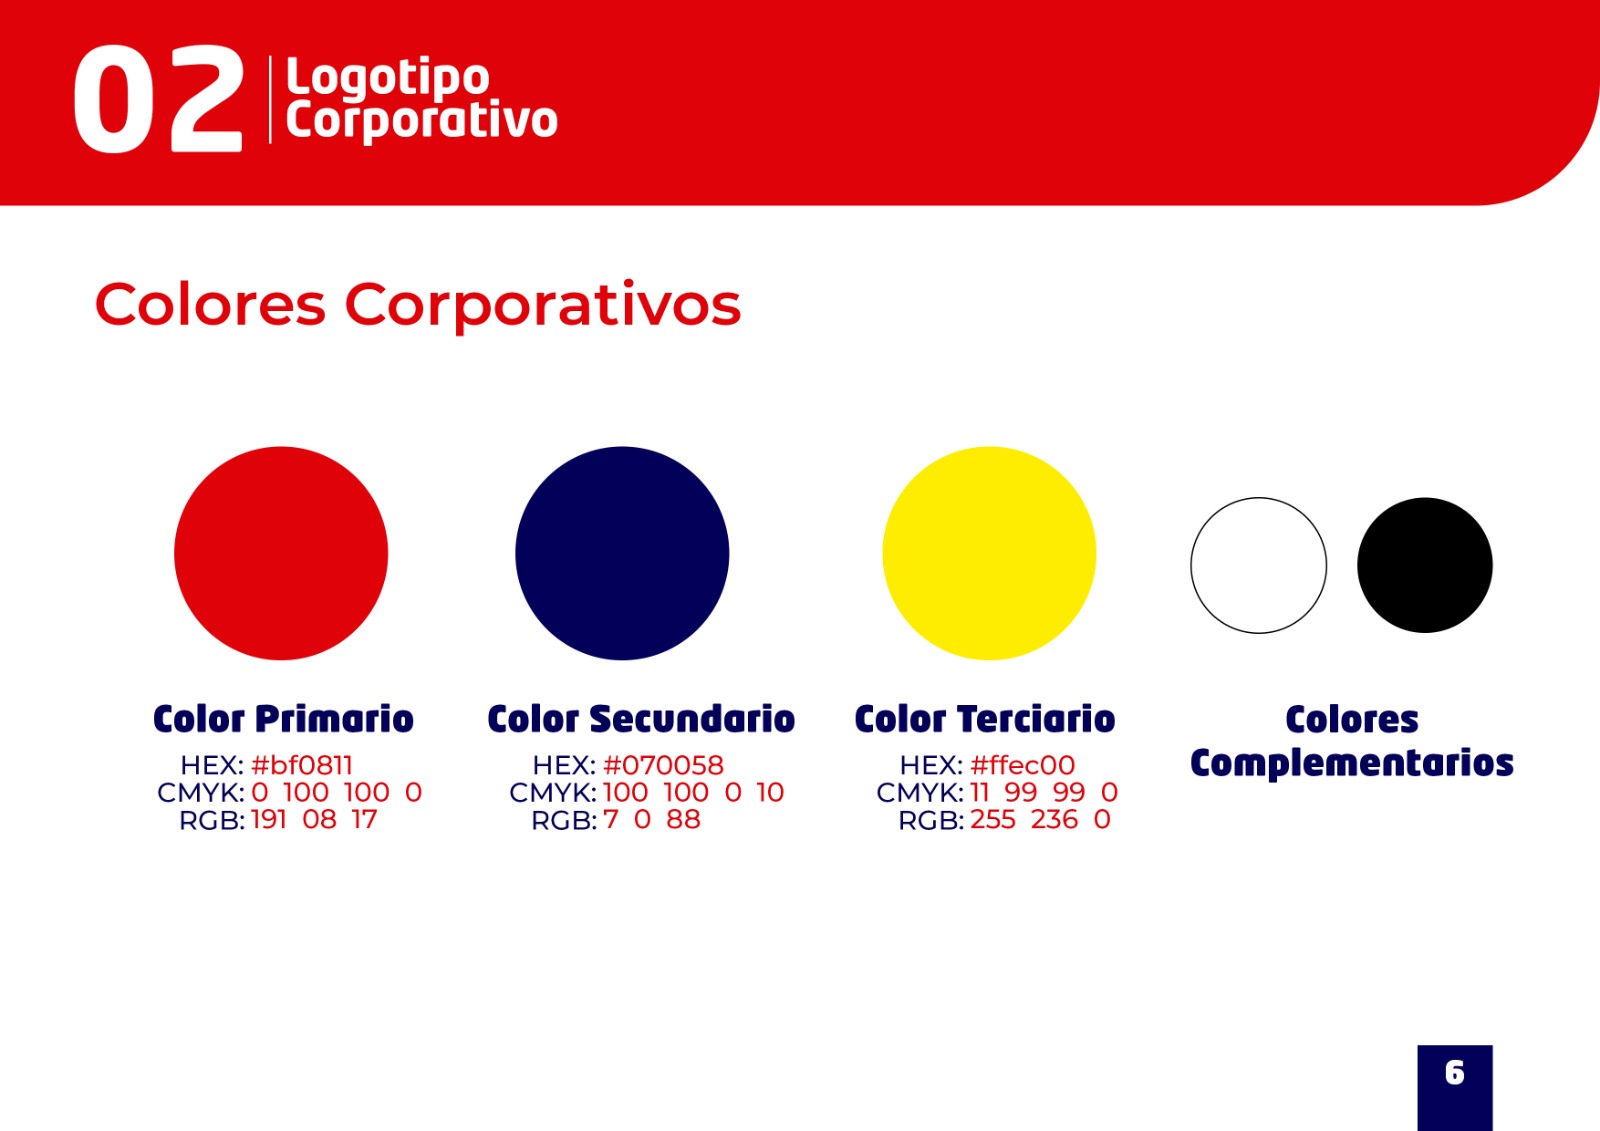 02
Logotipo
Corporativo
Colores Corporativos
Color Primario
HEX: #bf0811
CMYK: 0 100 100 0
RGB: 191 08 17
Color Secundario
HEX: #070058
CMYK: 100 100 0 10
RGB: 7 0 88
Color Terciario
HEX: #ffec00
CMYK: 11 99 99 0
RGB: 255 236 0
Colores
Complementarios
6